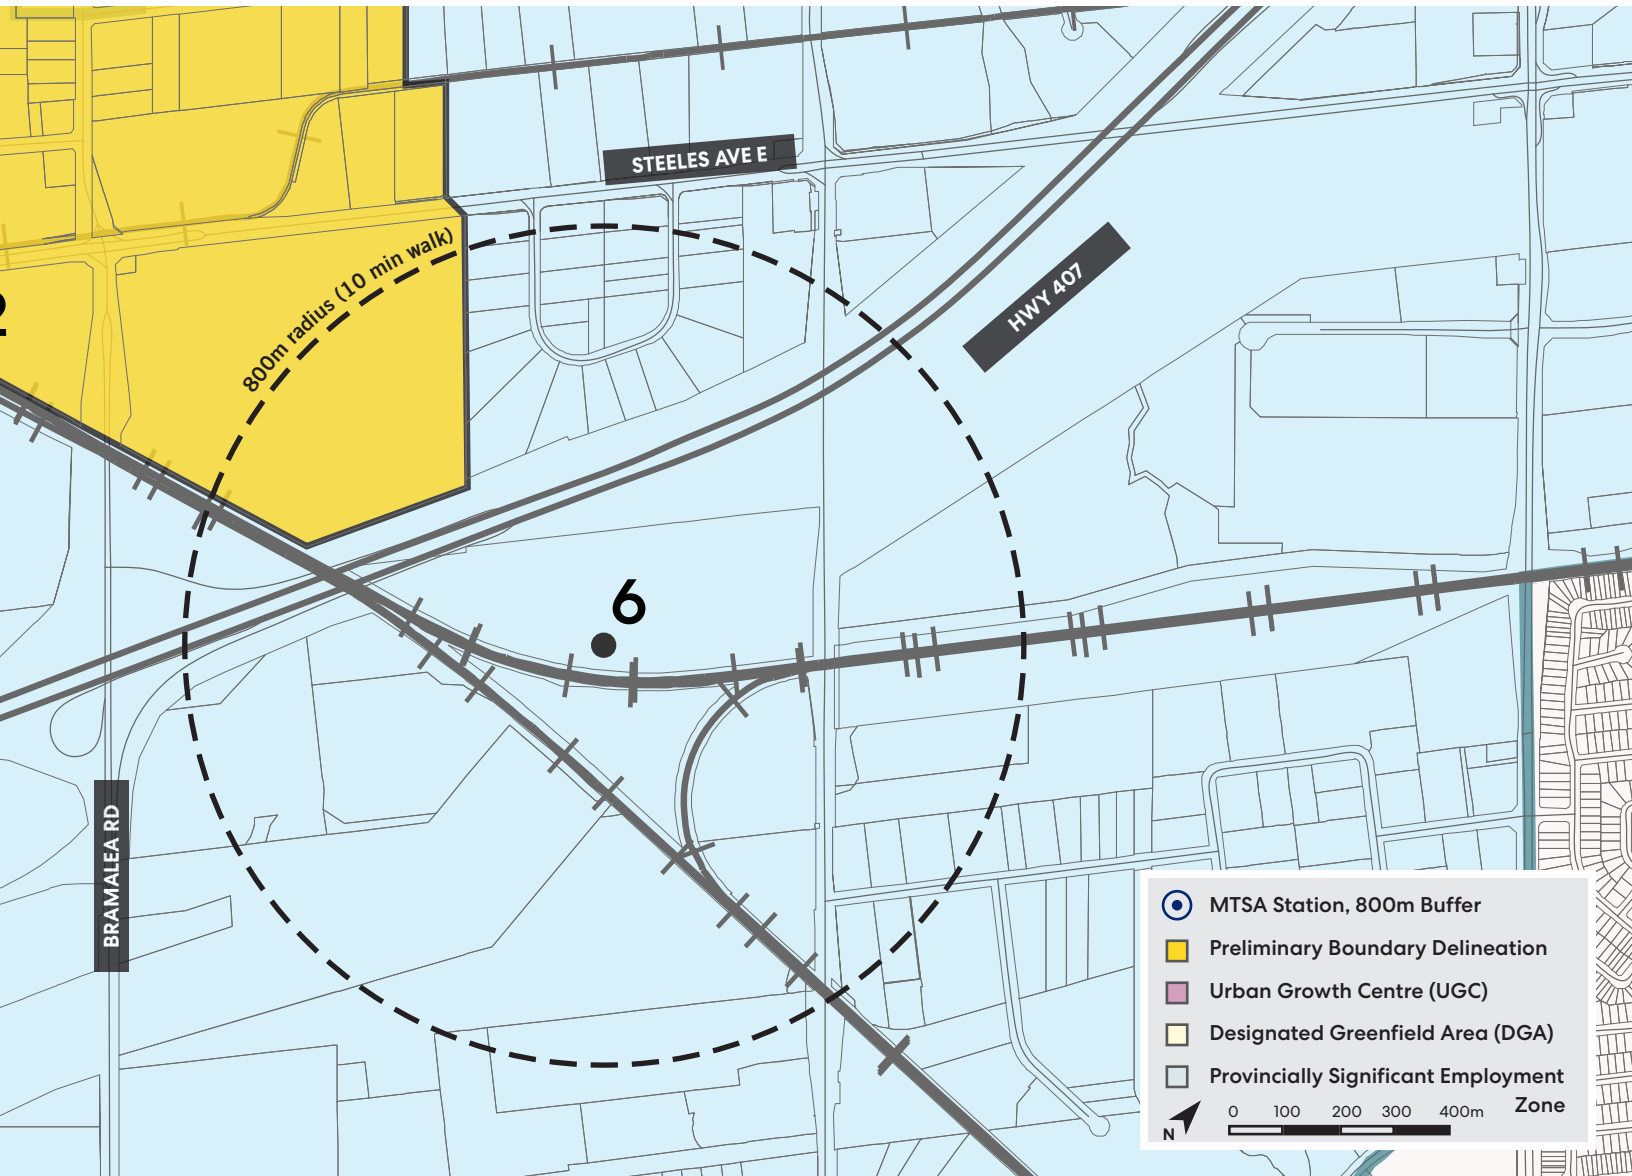 STEELES AVE E
800m radius (10 min walk)
HWY 407
2
6
BRAMALEA RD
MTSA Station, 800m Buffer
Preliminary Boundary Delineation
Urban Growth Centre (UGC)
Designated Greenfield Area (DGA)
Provincially Significant Employment
Zone
0 100 200 300 400m
N